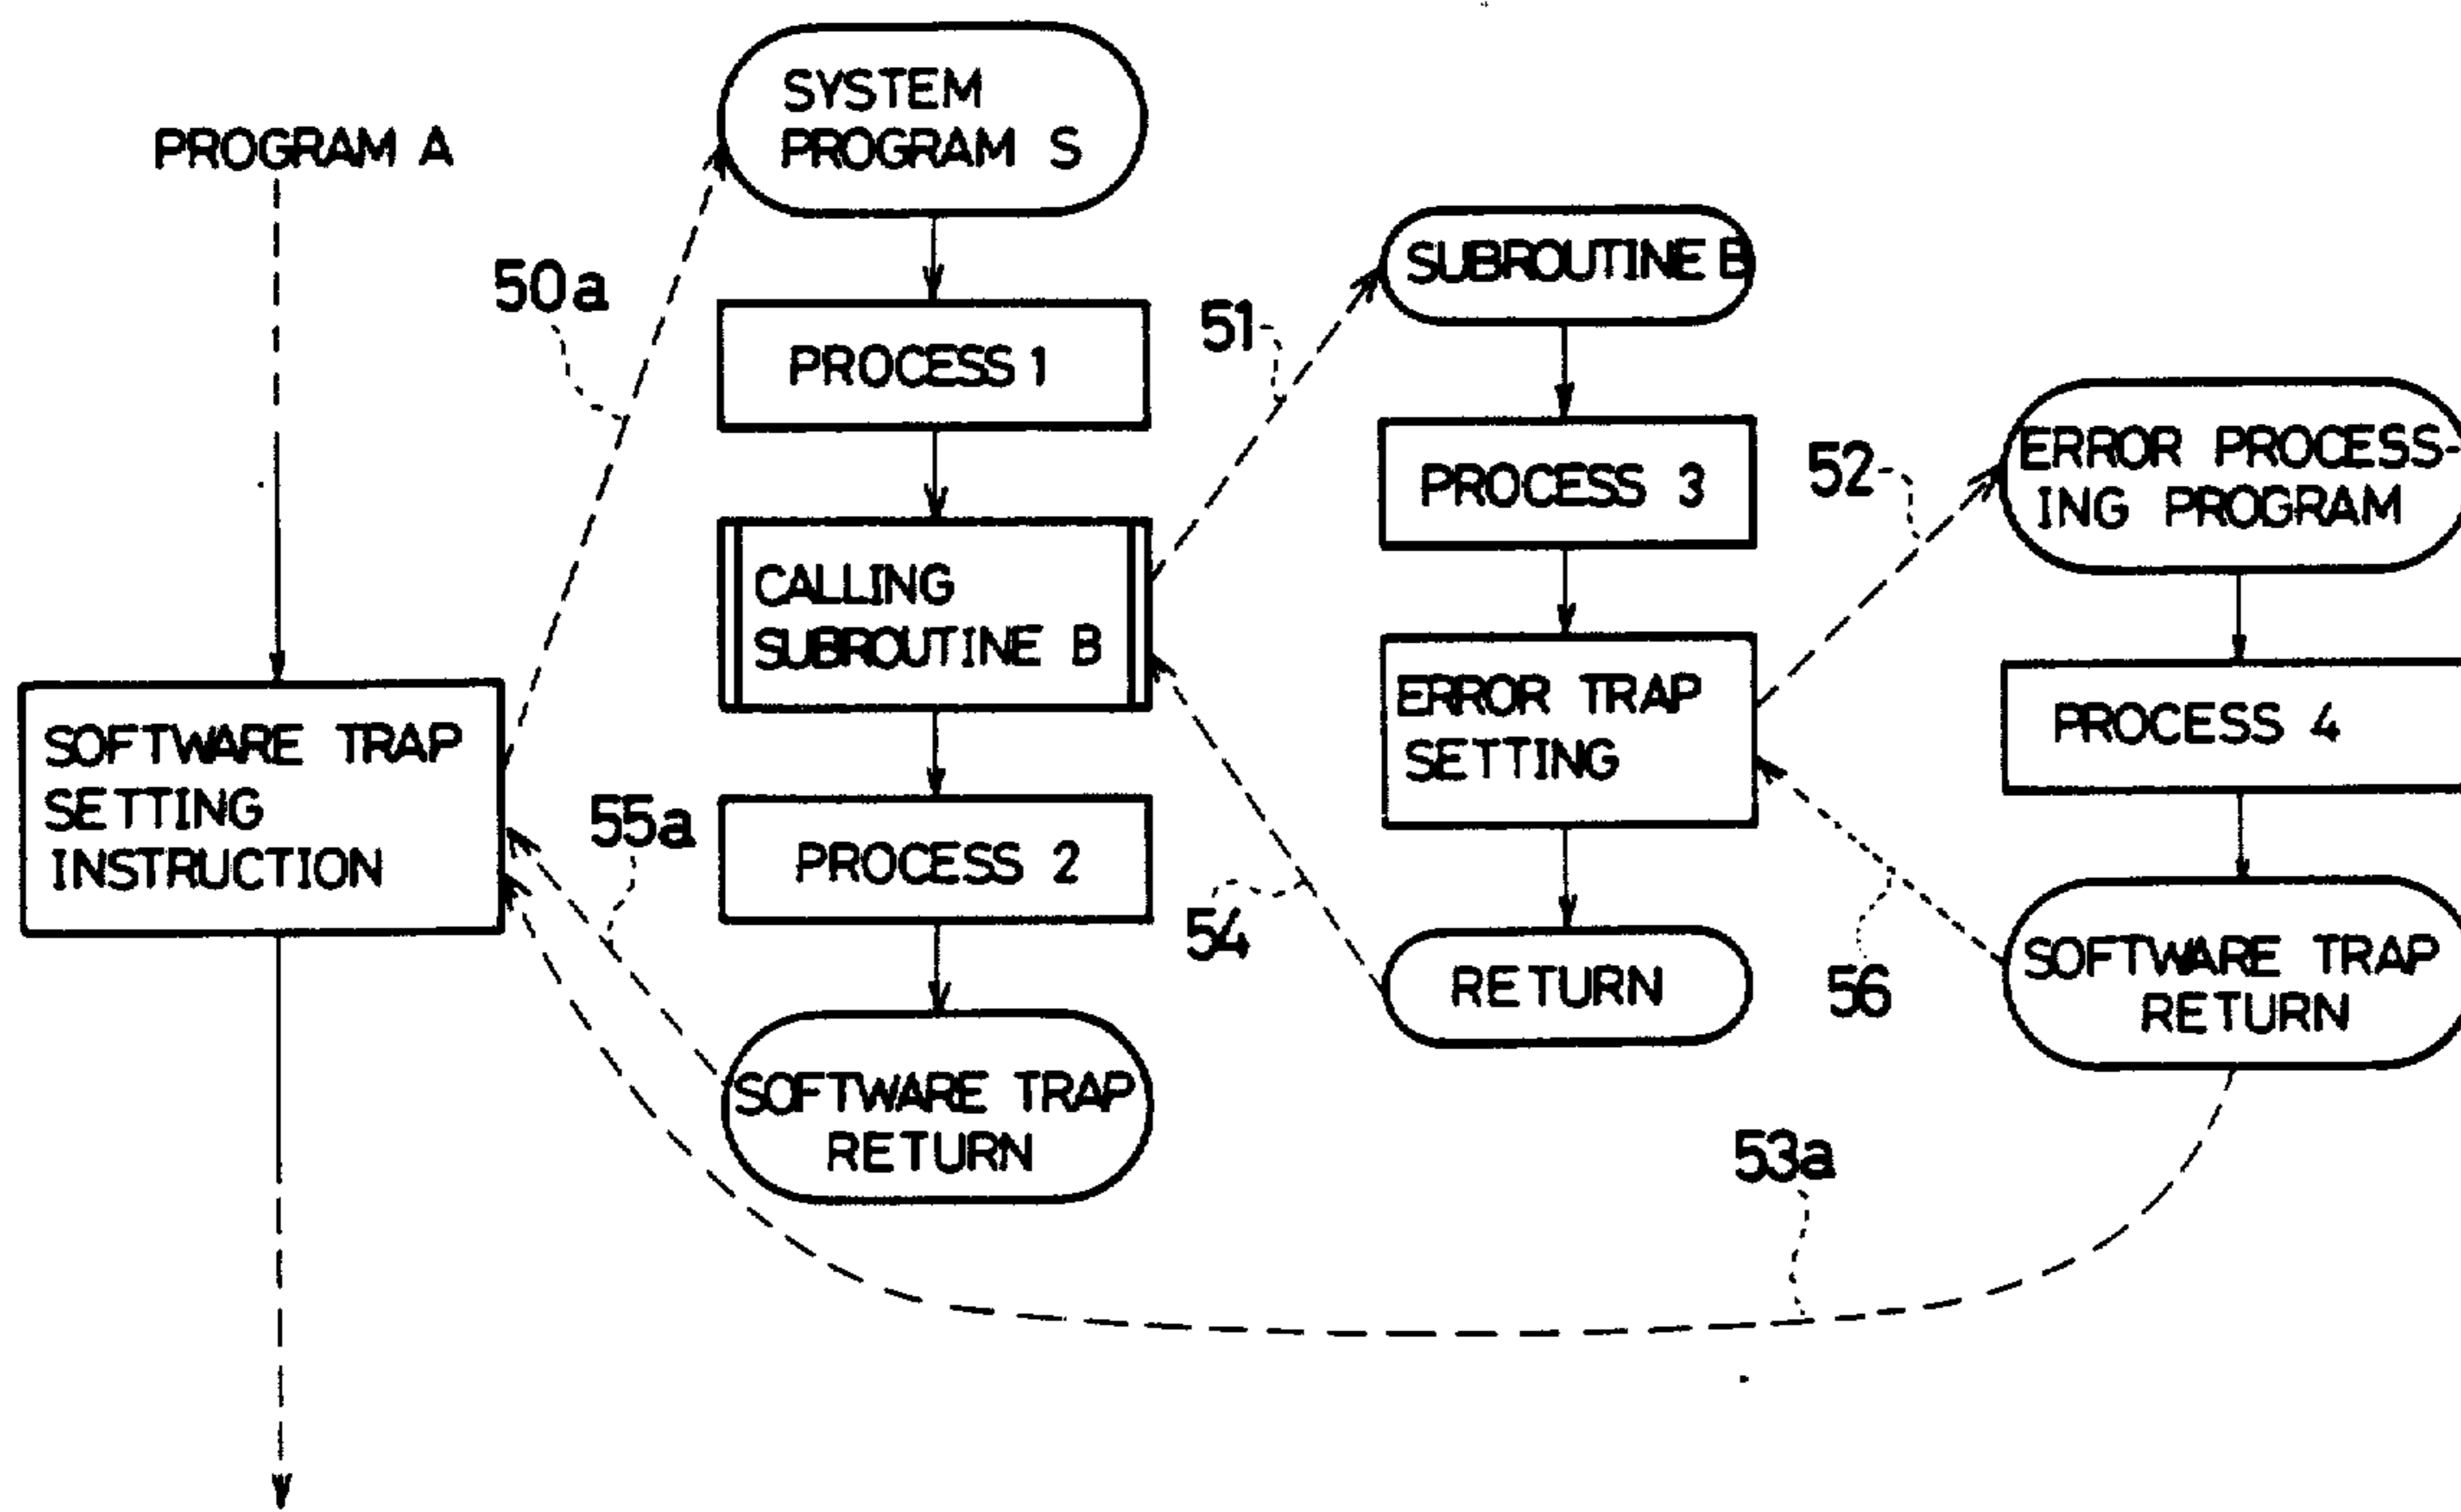 PROGRAM A
50a
SOFTWARE TRAP
SETTING
INSTRUCTION
SYSTEM
PROGRAM S
PROCESS 1
CALLING
SUBROUTINE B
PROCESS 2
SOFTWARE TRAP
RETURN
55a
51
54
SUBROUTINE B
PROCESS 3
ERROR TRAP
SETTING
RETURN
52
56
53a
ERROR PROCESS-
ING PROGRAM
PROCESS 4
SOFTWARE TRAP
RETURN